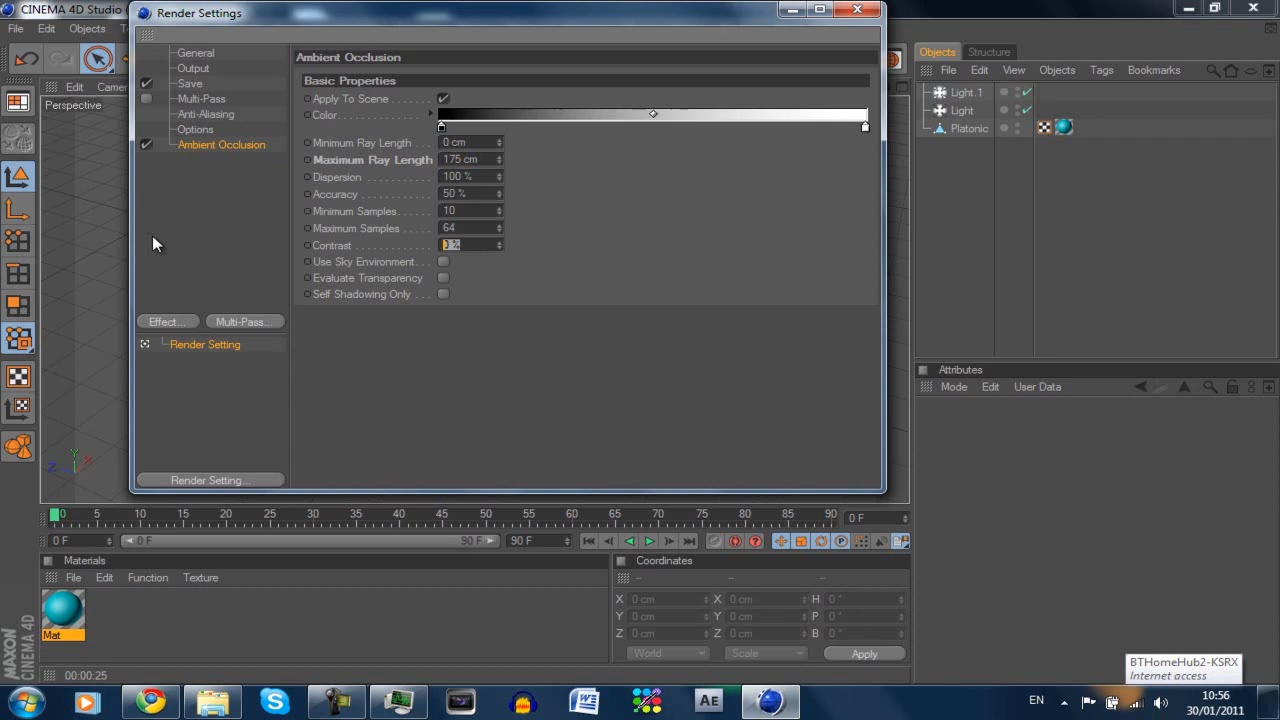 CINEMA 4D Studio (
Render Settings
File Edit Objects T
Edit Camer
Perspective
General
Output
Save
Multi-Pass
Anti-Aliasing
Options
Ambient Occlusion
Effect...
Multi-Pass...
Render Setting
Render Setting...
Ambient Occlusion
Basic Properties
Apply To Scene . . . . . .
Color. . . . . . . . . . . . .
Minimum Ray Length 0 cm
Maximum Ray Length 175 cm
Dispersion . . . . . . . . . 100 %
Accuracy . . . . . . . . . . 50 %
Minimum Samples. . . . . 10
Maximum Samples . . . . 64
Contrast . . . . . . . . . . .
Use Sky Environment. . .
Evaluate Transparency
Self Shadowing Only . . .
Objects Structure
File Edit View Objects Tags Bookmarks
Light.1
Light
Platonic
Attributes
Mode Edit User Data
Z Y X
0 5 10 15 20 25 30 35 40 45 50 55 60 65 70 75 80 85 90 0 F
0 F 0 F 90 F 90 F
Materials
File Edit Function Texture
Mat
Coordinates
-- -- --
X 0 cm X 0 cm H 0 °
Y 0 cm Y 0 cm P 0 °
Z 0 cm Z 0 cm B 0 °
World Scale Apply
MAXON
CINEMA 4D
00:00:25
BTHomeHub2-KSRX
Internet access
AE
EN
10:56
30/01/2011